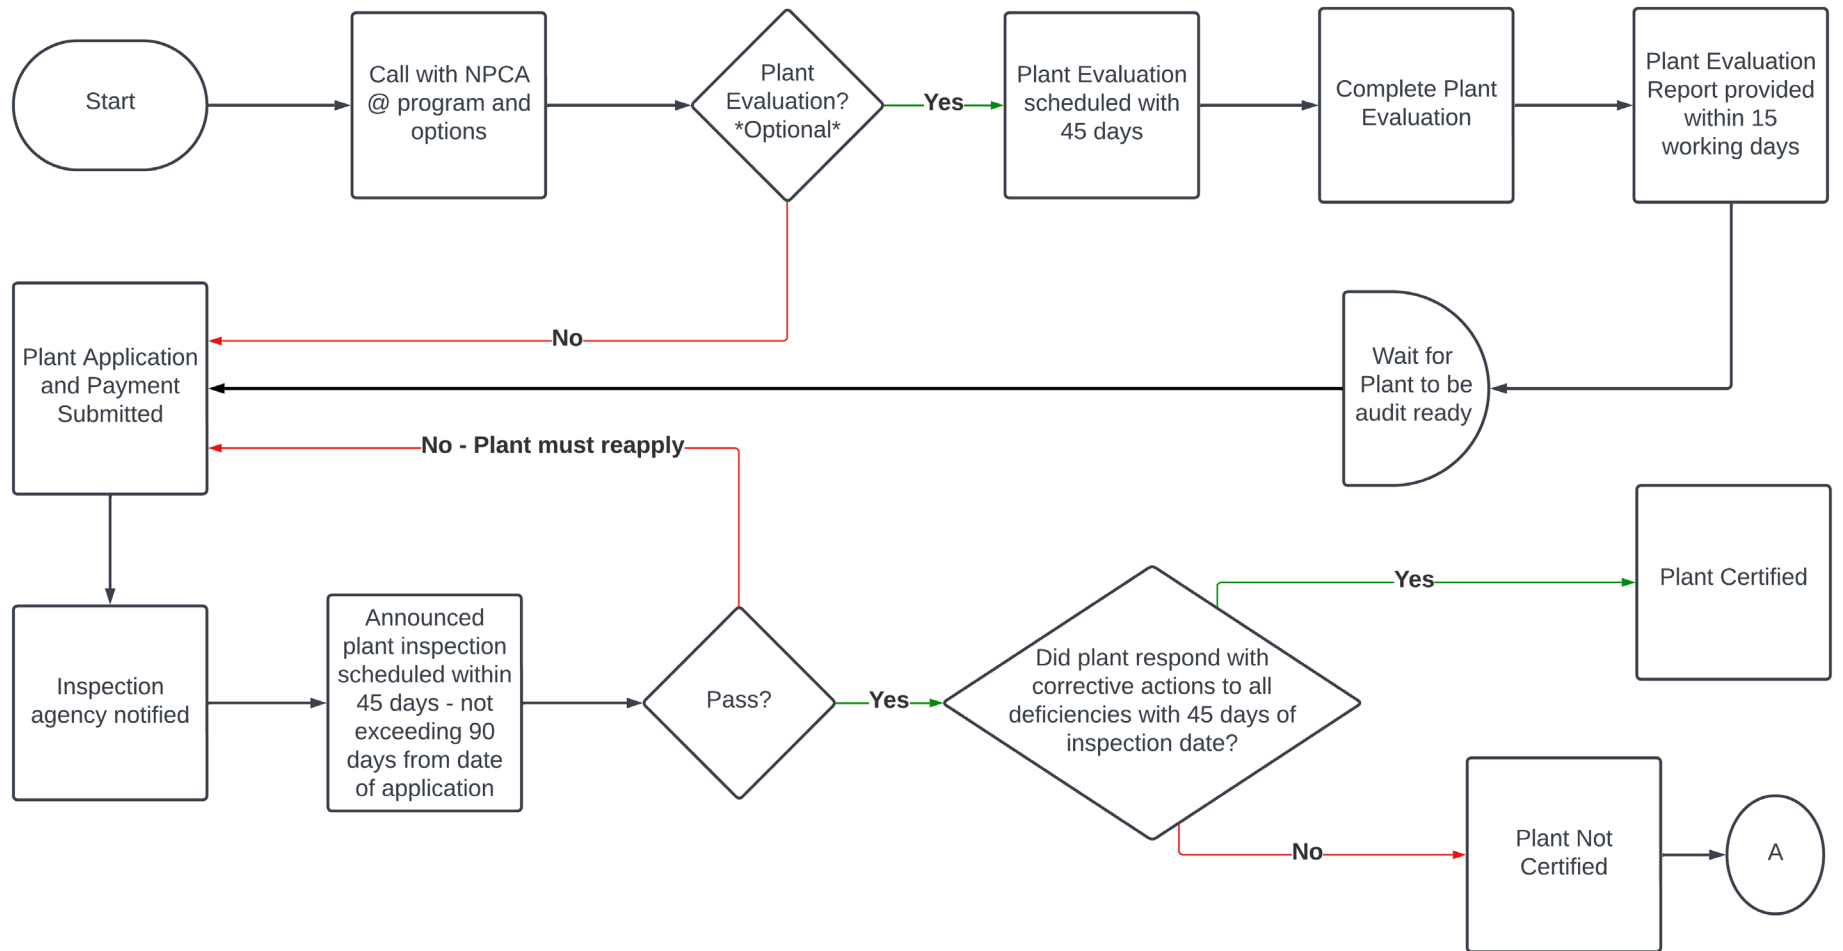 Start
Call with NPCA
@ program and
options
Plant
Evaluation?
*Optional*
Yes
Plant Evaluation
scheduled with
45 days
Complete Plant
Evaluation
Plant Evaluation
Report provided
within 15
working days
No
Plant Application
and Payment
Submitted
Wait for
Plant to be
audit ready
No - Plant must reapply
Inspection
agency notified
Announced
plant inspection
scheduled within
45 days - not
exceeding 90
days from date
of application
Pass?
Yes
Did plant respond with
corrective actions to all
deficiencies with 45 days of
inspection date?
Yes
Plant Certified
No
Plant Not
Certified
A